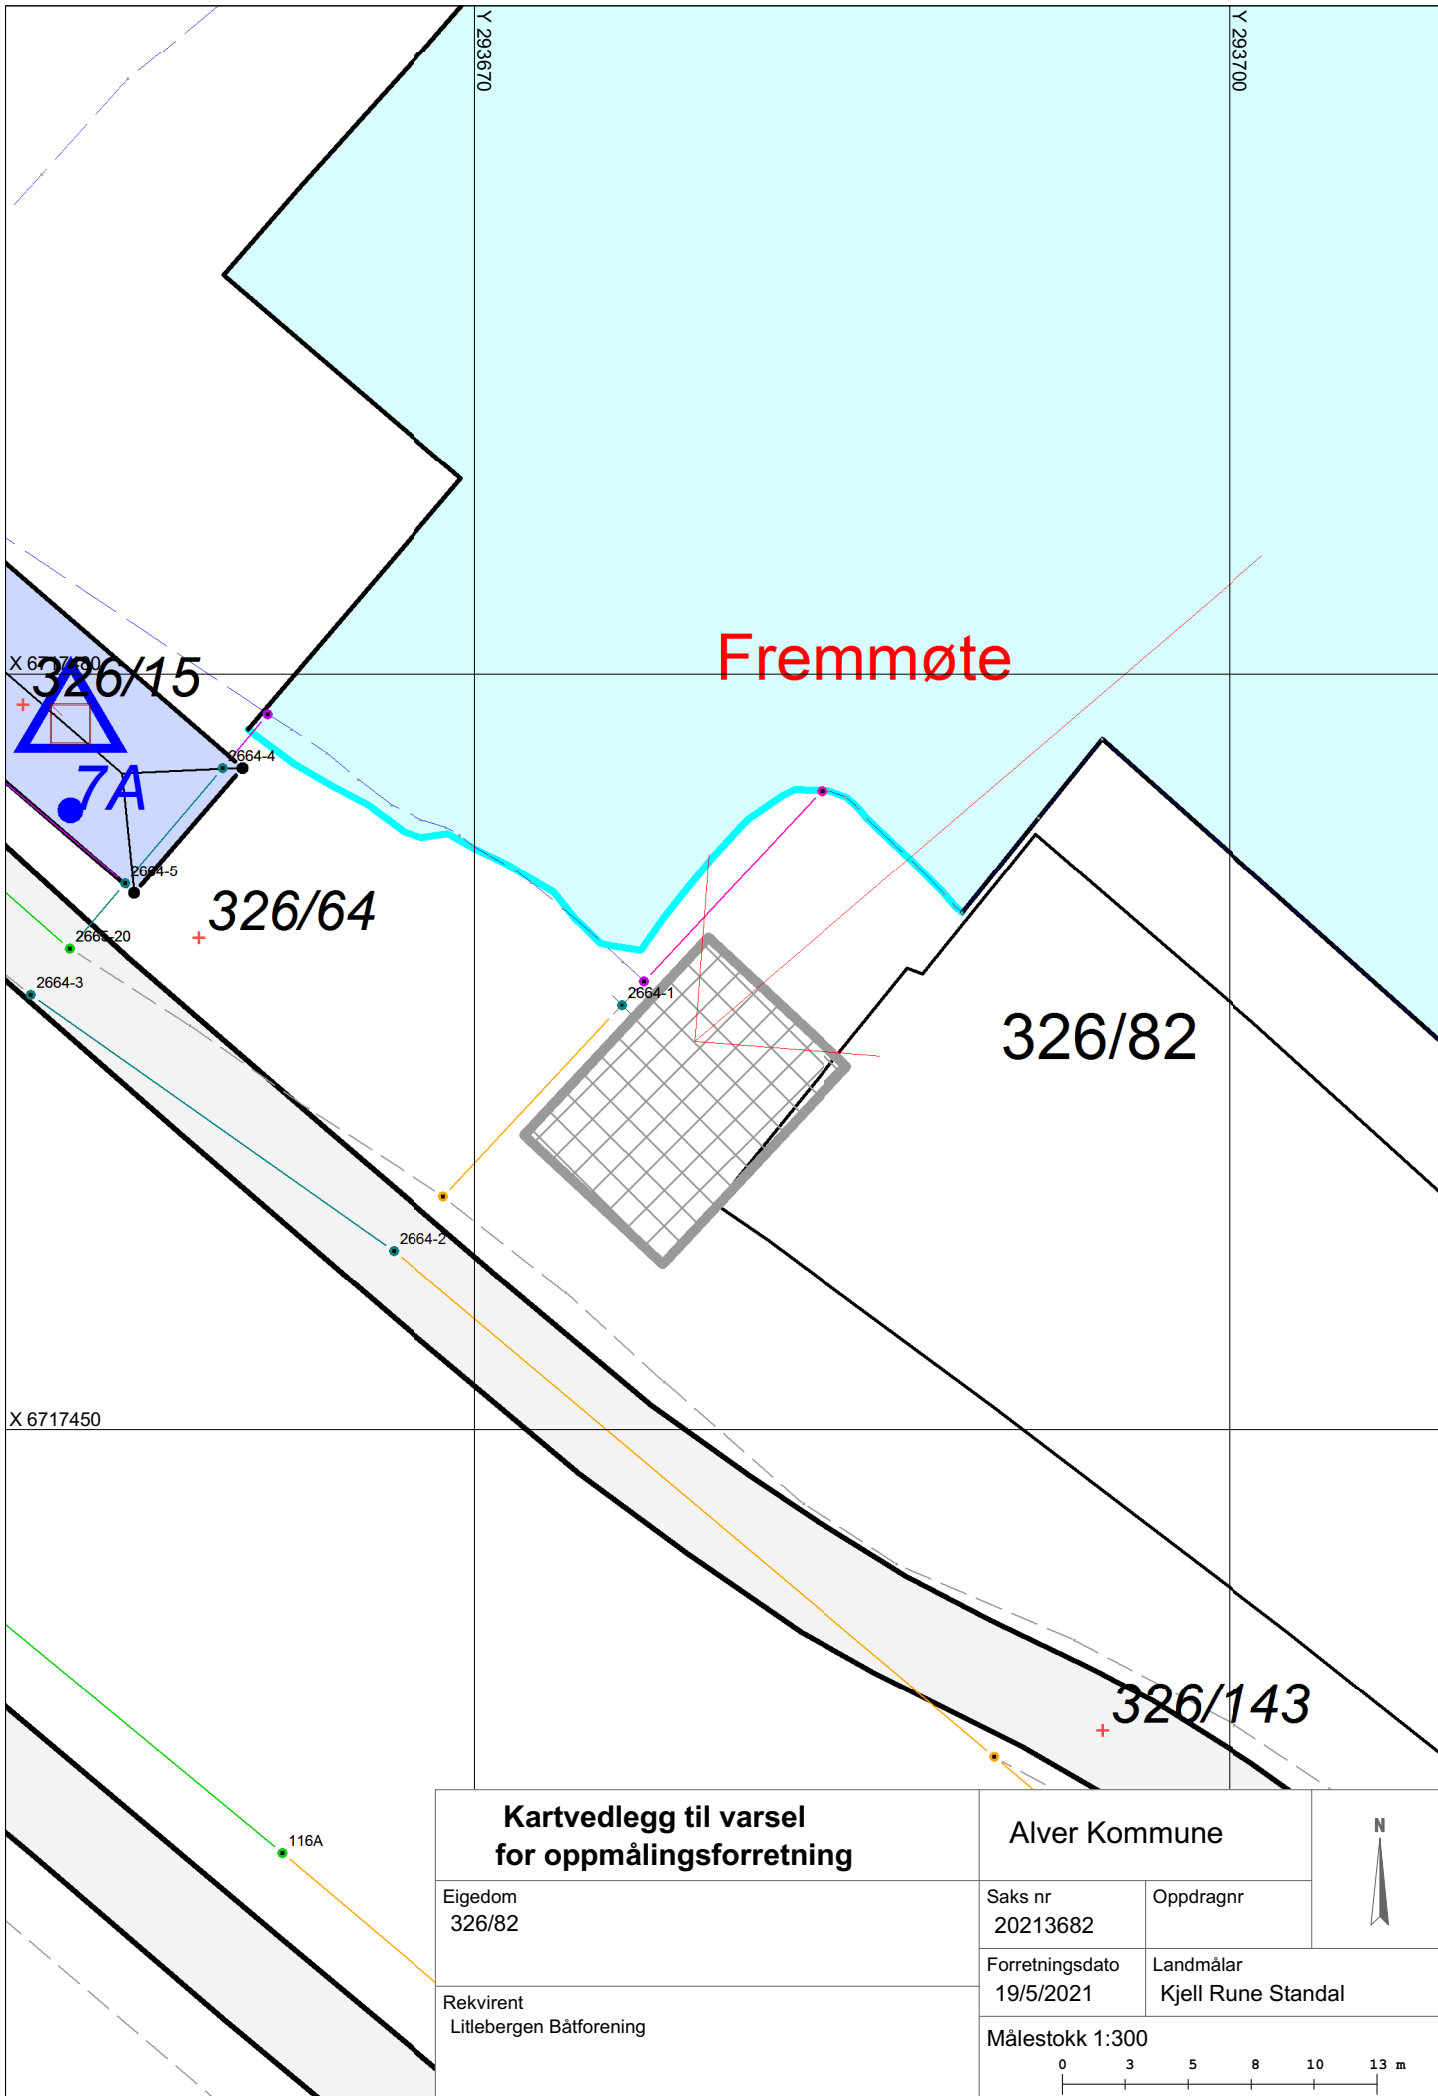 Y 293670
Y 293700
Fremmøte
X 6717480
326/15
2664-4
7A
2664-5
326/64
2665-20
2664-3
2664-1
326/82
2664-2
X 6717450
326/143
116A
Kartvedlegg til varsel
for oppmålingsforretning
Alver Kommune
N
Eigedom
326/82
Saks nr
20213682
Oppdragnr
Forretningsdato
19/5/2021
Landmålar
Kjell Rune Standal
Rekvirent
Litlebergen Båtforening
Målestokk 1:300
0 3 5 8 10 13 m